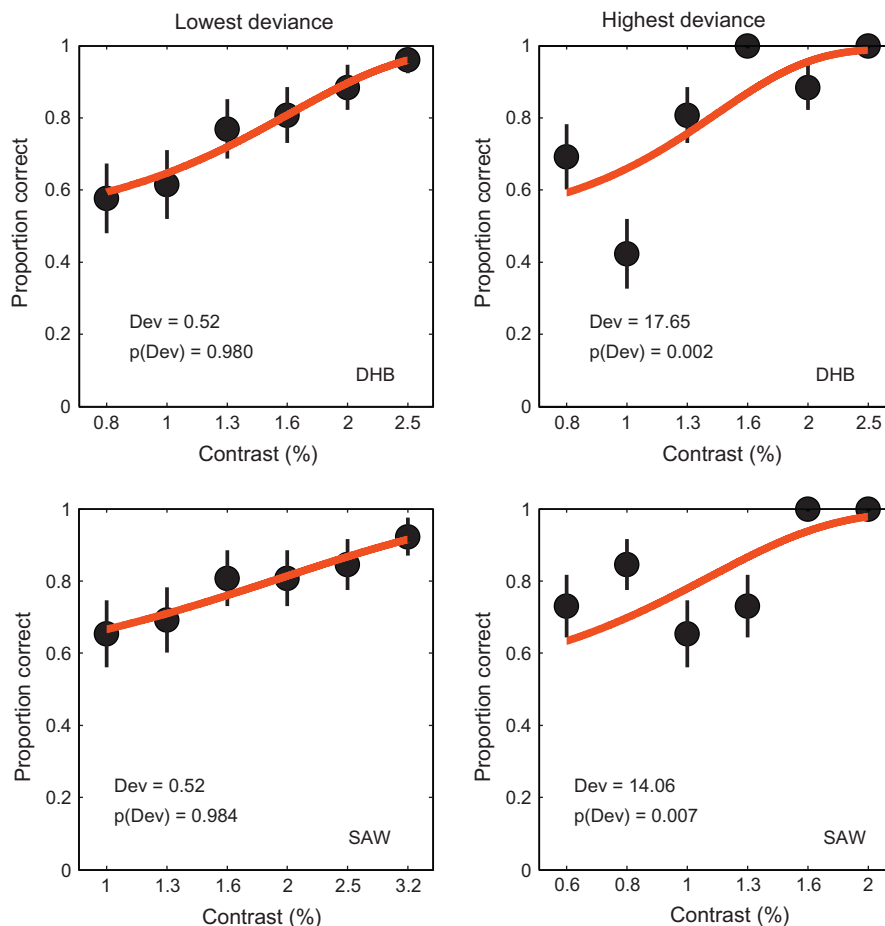 Lowest deviance
Highest deviance
Proportion correct
1
0.8
0.6
0.4
0.2
0
Dev = 0.52
p(Dev) = 0.980
DHB
0.8 1 1.3 1.6 2 2.5
Contrast (%)
Proportion correct
1
0.8
0.6
0.4
0.2
0
Dev = 17.65
p(Dev) = 0.002
DHB
0.8 1 1.3 1.6 2 2.5
Contrast (%)
Proportion correct
1
0.8
0.6
0.4
0.2
0
Dev = 0.52
p(Dev) = 0.984
SAW
1 1.3 1.6 2 2.5 3.2
Contrast (%)
Proportion correct
1
0.8
0.6
0.4
0.2
0
Dev = 14.06
p(Dev) = 0.007
SAW
0.6 0.8 1 1.3 1.6 2
Contrast (%)